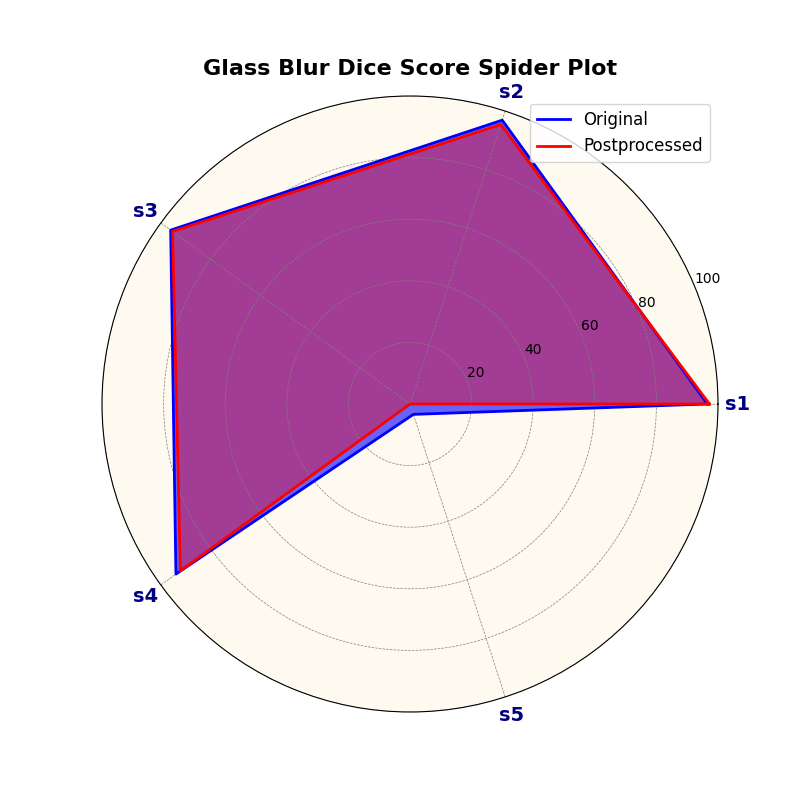 Glass Blur Dice Score Spider Plot
s2
Original
Postprocessed
s3
100
80
60
40
20
s1
s4
s5